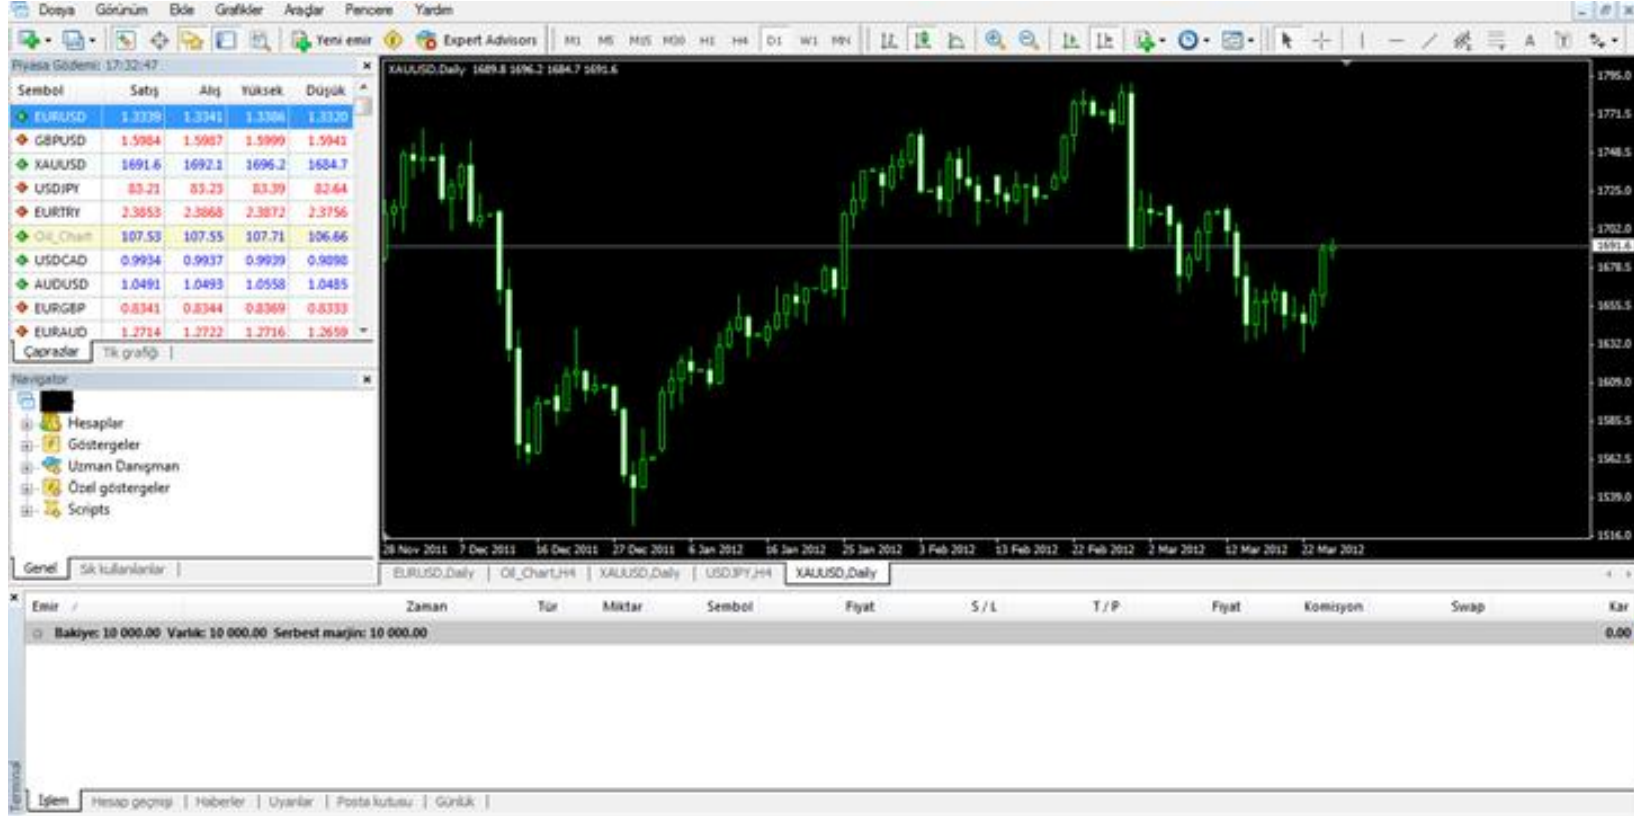 Dosya Görünüm Ekle Grafikler Araçlar Pencere Yardım
Yeni emir Expert Advisors M1 M5 M15 M30 H1 H4 D1 W1 MN
Piyasa Gözlemi: 17:32:47
Sembol Satış Alış Yüksek Düşük
EURUSD 1.3339 1.3341 1.3386 1.3320
GBPUSD 1.5984 1.5987 1.5999 1.5941
XAUUSD 1691.6 1692.1 1696.2 1684.7
USDJPY 83.21 83.23 83.39 82.64
EURTRY 2.3853 2.3868 2.3872 2.3756
Oil_Chart 107.53 107.55 107.71 106.66
USDCAD 0.9934 0.9937 0.9939 0.9898
AUDUSD 1.0491 1.0493 1.0558 1.0485
EURGBP 0.8341 0.8344 0.8369 0.8333
EURAUD 1.2714 1.2722 1.2716 1.2659
Çaprazlar Tik grafiği
Navigator
Hesaplar
Göstergeler
Uzman Danışman
Özel göstergeler
Scripts
Genel Sık kullanılanlar
XAUUSD,Daily 1689.8 1696.2 1684.7 1691.6
1795.0
1771.5
1748.5
1725.0
1702.0
1691.6
1678.5
1655.5
1632.0
1609.0
1585.5
1562.5
1539.0
1516.0
28 Nov 2011 7 Dec 2011 16 Dec 2011 27 Dec 2011 6 Jan 2012 16 Jan 2012 25 Jan 2012 3 Feb 2012 13 Feb 2012 22 Feb 2012 2 Mar 2012 12 Mar 2012 22 Mar 2012
EURUSD,Daily Oil_Chart,H4 XAUUSD,Daily USDJPY,H4 XAUUSD,Daily
Emir Zaman Tür Miktar Sembol Fiyat S / L T / P Fiyat Komisyon Swap Kar
Bakiye: 10 000.00 Varlık: 10 000.00 Serbest marjin: 10 000.00 0.00
Terminal
İşlem Hesap geçmişi Haberler Uyarılar Posta kutusu Günlük